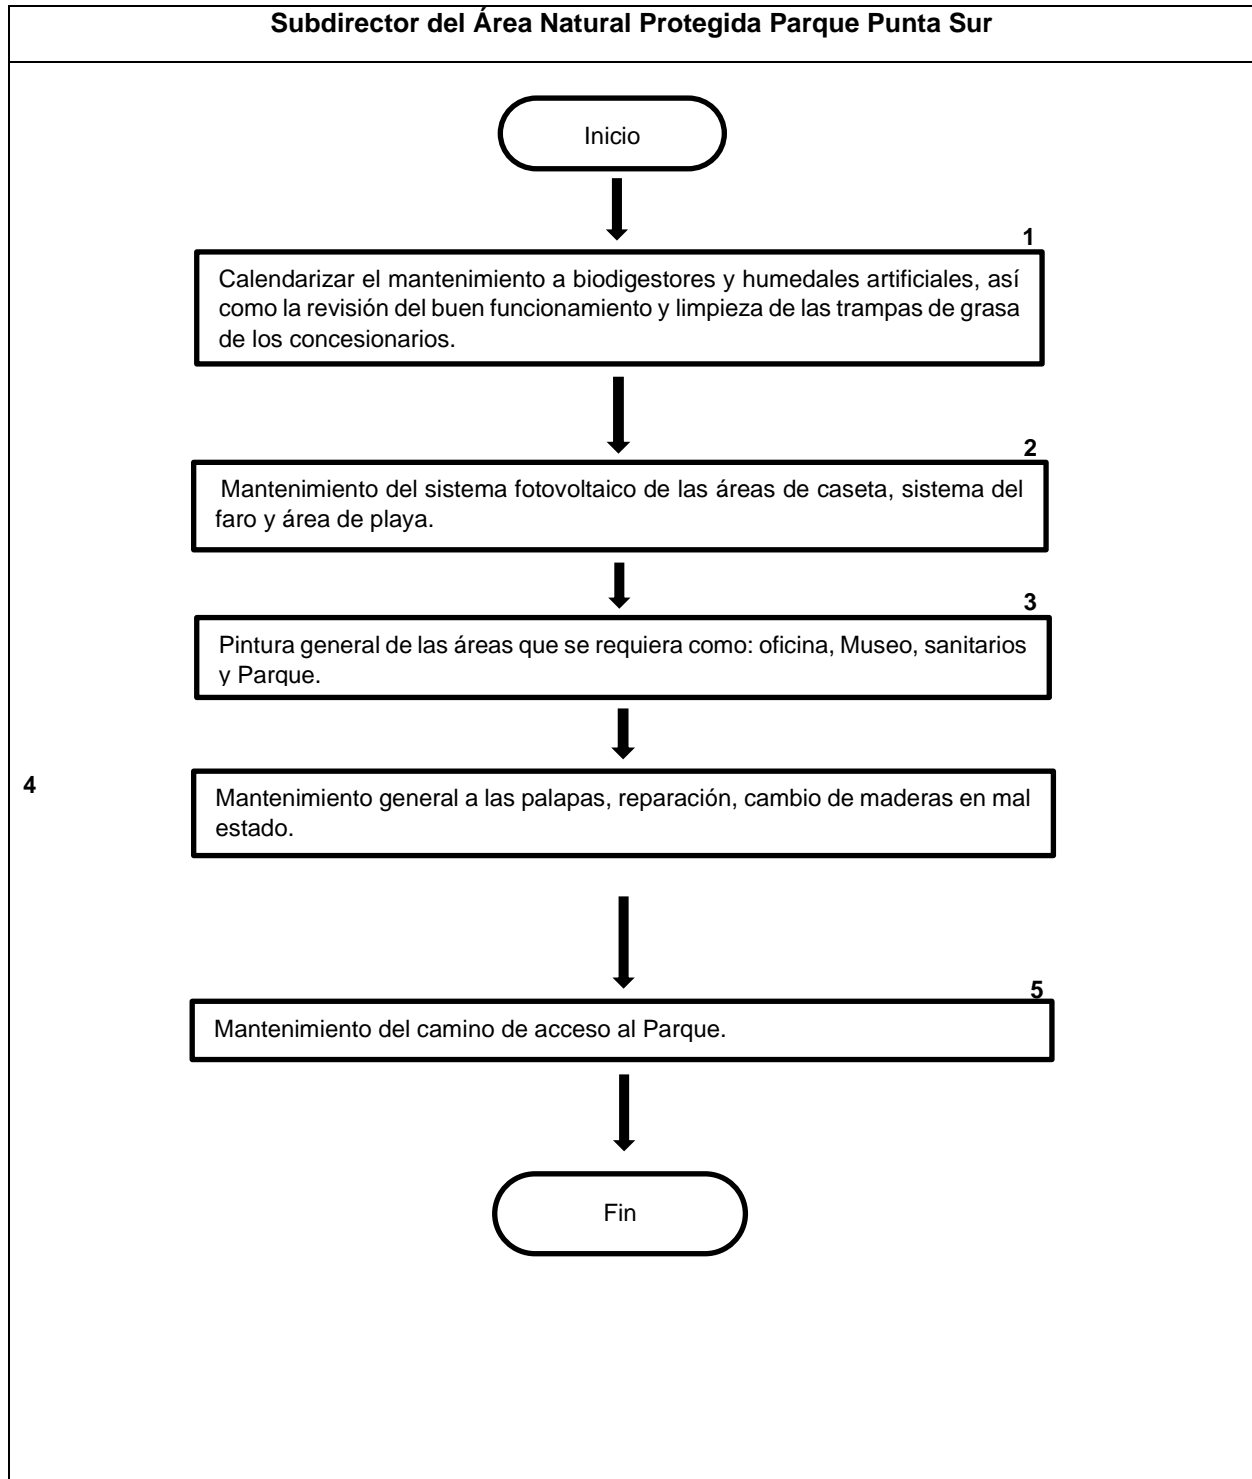 Subdirector del Área Natural Protegida Parque Punta Sur
Inicio
1
Calendarizar el mantenimiento a biodigestores y humedales artificiales, así
como la revisión del buen funcionamiento y limpieza de las trampas de grasa
de los concesionarios.
2
Mantenimiento del sistema fotovoltaico de las áreas de caseta, sistema del
faro y área de playa.
3
Pintura general de las áreas que se requiera como: oficina, Museo, sanitarios
y Parque.
4
Mantenimiento general a las palapas, reparación, cambio de maderas en mal
estado.
5
Mantenimiento del camino de acceso al Parque.
Fin